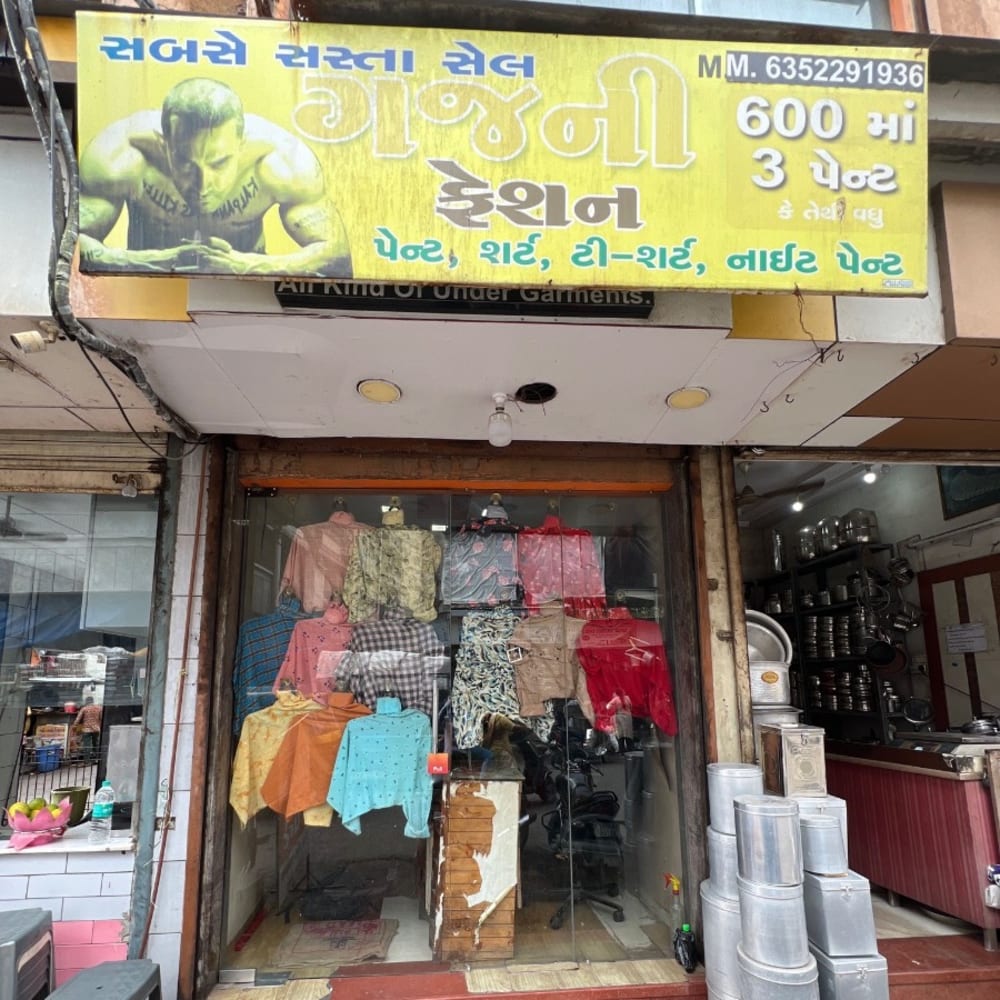 સબસે સસ્તા સેલ
M M. 6352291936
ગજની
ફેશન
600 માં
3 પેન્ટ
કે તેથી વધુ
પેન્ટ, શર્ટ, ટી-શર્ટ, નાઈટ પેન્ટ
All Kind Of Under Garments.